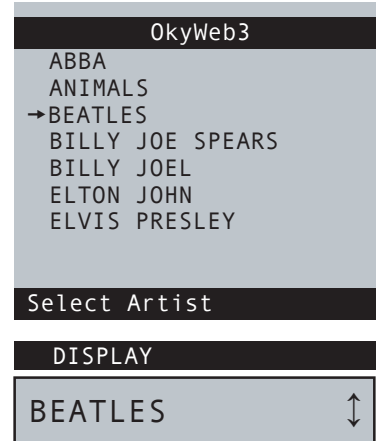 OkyWeb3
ABBA
ANIMALS
→BEATLES
BILLY JOE SPEARS
BILLY JOEL
ELTON JOHN
ELVIS PRESLEY
Select Artist
DISPLAY
BEATLES ↕